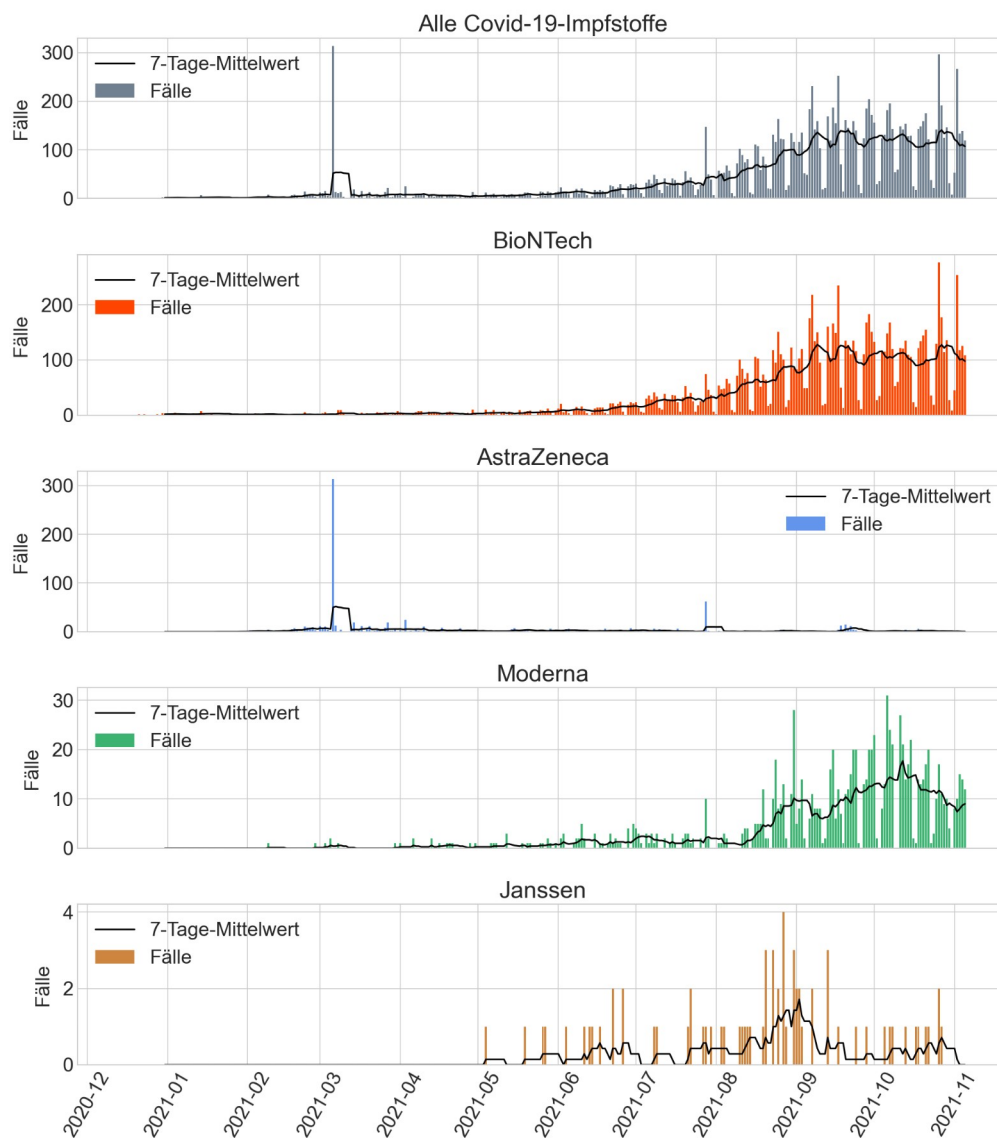 Alle Covid-19-Impfstoffe
300
200
100
0
Fälle
7-Tage-Mittelwert
Fälle
BioNTech
200
100
0
Fälle
7-Tage-Mittelwert
Fälle
AstraZeneca
300
200
100
0
Fälle
7-Tage-Mittelwert
Fälle
Moderna
30
20
10
0
Fälle
7-Tage-Mittelwert
Fälle
Janssen
4
2
0
Fälle
7-Tage-Mittelwert
Fälle
2020-12
2021-01
2021-02
2021-03
2021-04
2021-05
2021-06
2021-07
2021-08
2021-09
2021-10
2021-11